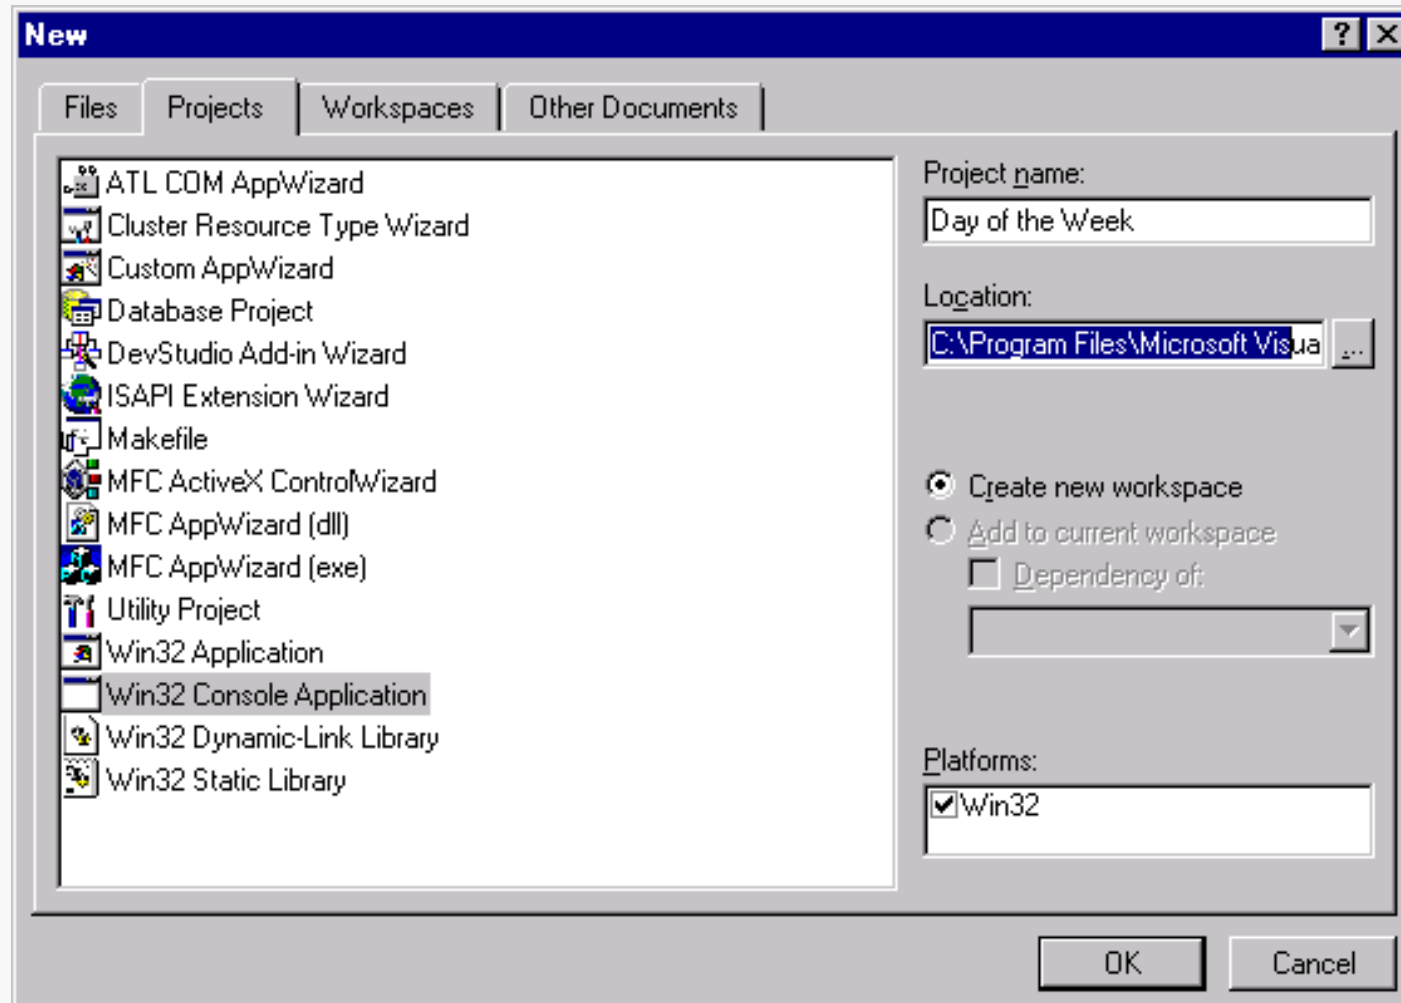 New
Files Projects Workspaces Other Documents
ATL COM AppWizard
Cluster Resource Type Wizard
Custom AppWizard
Database Project
DevStudio Add-in Wizard
ISAPI Extension Wizard
Makefile
MFC ActiveX ControlWizard
MFC AppWizard (dll)
MFC AppWizard (exe)
Utility Project
Win32 Application
Win32 Console Application
Win32 Dynamic-Link Library
Win32 Static Library
Project name:
Day of the Week
Location:
C:\Program Files\Microsoft Visua ...
Create new workspace
Add to current workspace
Dependency of:
Platforms:
Win32
OK Cancel